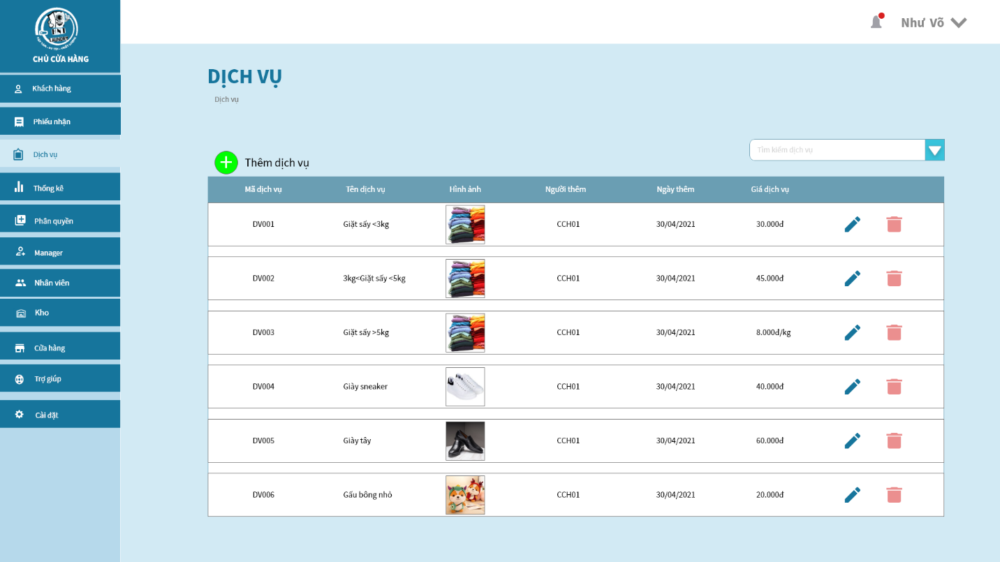 LAUNDRY
CHỦ CỬA HÀNG
Khách hàng
Phiếu nhận
Dịch vụ
Thống kê
Phân quyền
Manager
Nhân viên
Kho
Cửa hàng
Trợ giúp
Cài đặt
Như Võ
DỊCH VỤ
Dịch vụ
Tìm kiếm dịch vụ
Thêm dịch vụ
Mã dịch vụ Tên dịch vụ Hình ảnh Người thêm Ngày thêm Giá dịch vụ
DV001 Giặt sấy <3kg CCH01 30/04/2021 30.000đ
DV002 3kg<Giặt sấy <5kg CCH01 30/04/2021 45.000đ
DV003 Giặt sấy >5kg CCH01 30/04/2021 8.000đ/kg
DV004 Giày sneaker CCH01 30/04/2021 40.000đ
DV005 Giày tây CCH01 30/04/2021 60.000đ
DV006 Gấu bông nhỏ CCH01 30/04/2021 20.000đ